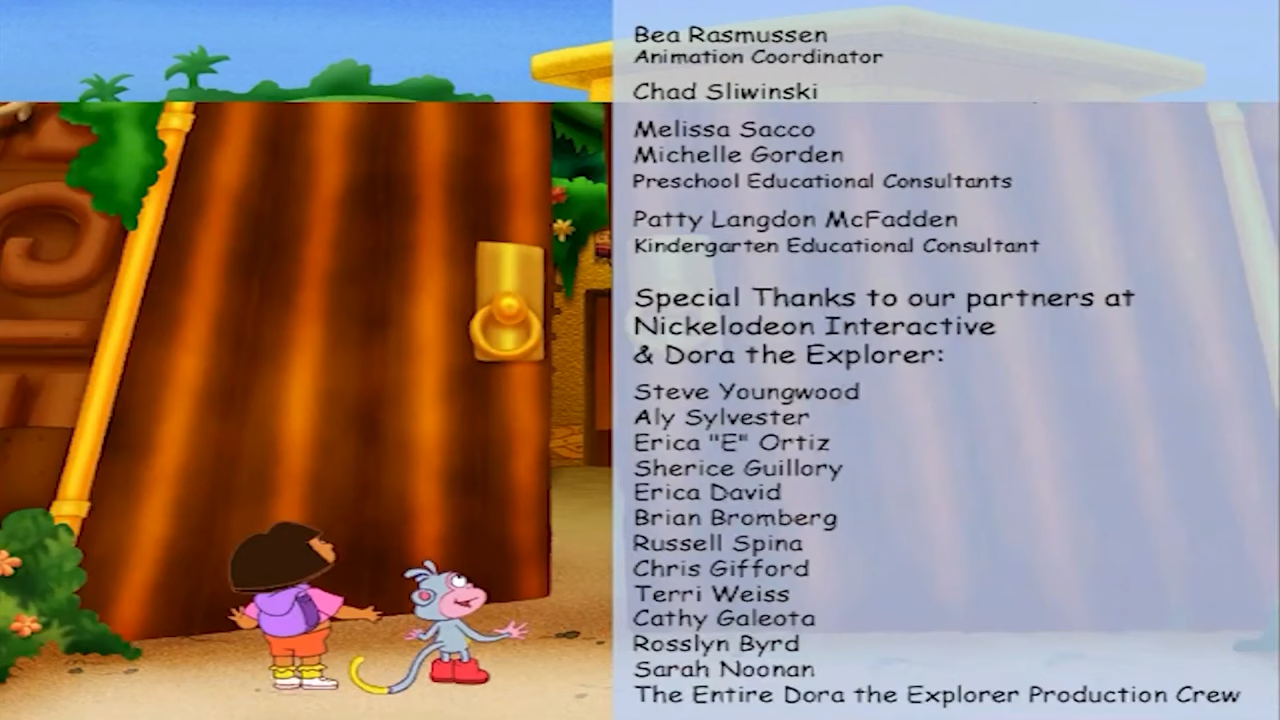 Bea Rasmussen
Animation Coordinator
Chad Sliwinski
Melissa Sacco
Michelle Gorden
Preschool Educational Consultants
Patty Langdon McFadden
Kindergarten Educational Consultant
Special Thanks to our partners at
Nickelodeon Interactive
& Dora the Explorer:
Steve Youngwood
Aly Sylvester
Erica "E" Ortiz
Sherice Guillory
Erica David
Brian Bromberg
Russell Spina
Chris Gifford
Terri Weiss
Cathy Galeota
Rosslyn Byrd
Sarah Noonan
The Entire Dora the Explorer Production Crew